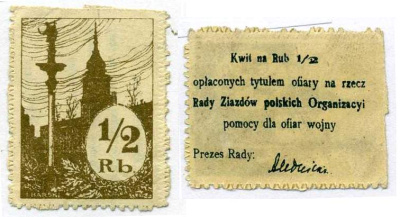 1/2
Rb
Kwit na Rub 1/2
opłaconych tytułem ofiary na rzecz
Rady Zjazdów polskich Organizacyi
pomocy dla ofiar wojny
Prezes Rady: